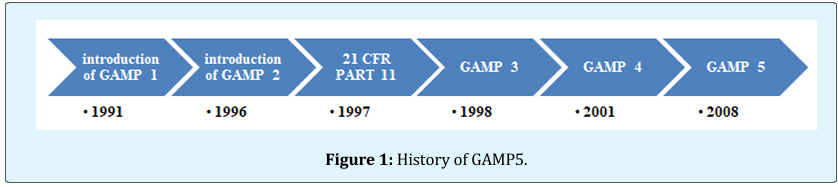 introduction of GAMP 1
introduction of GAMP 2
21 CFR PART 11
GAMP 3
GAMP 4
GAMP 5
• 1991
• 1996
• 1997
• 1998
• 2001
• 2008
Figure 1: History of GAMP5.